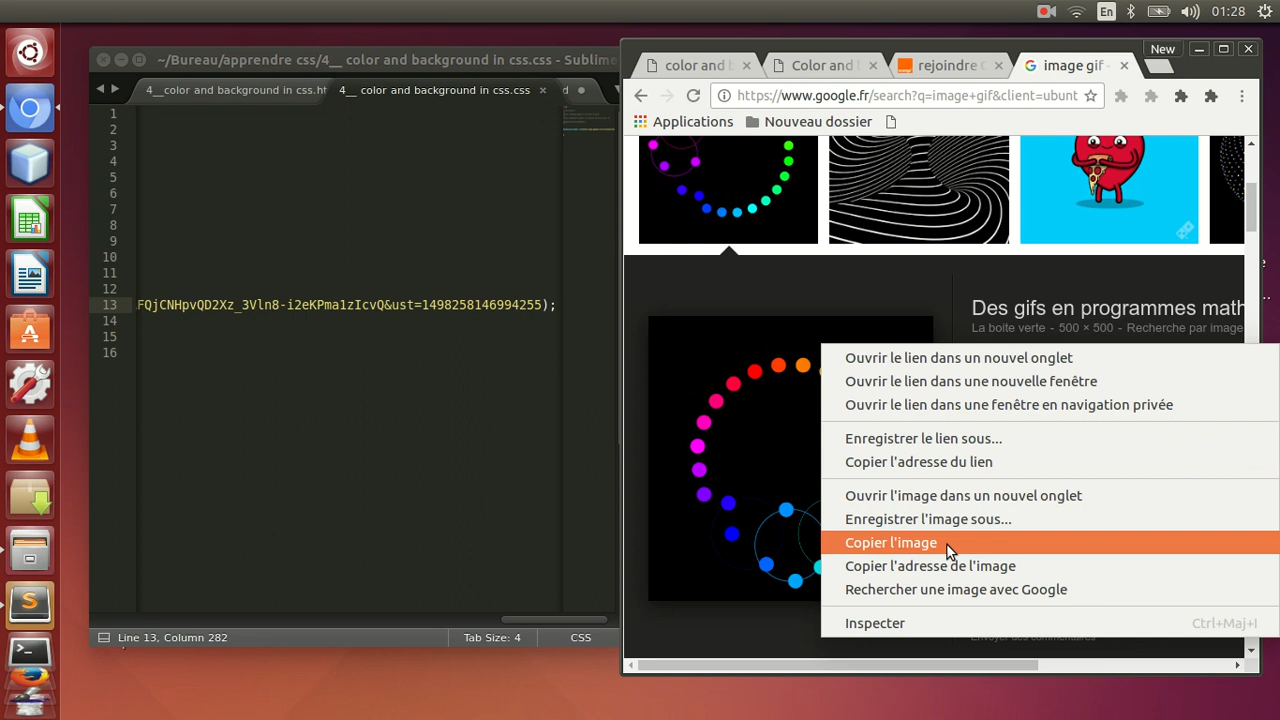 En
01:28
~/Bureau/apprendre css/4__ color and background in css.css - Sublime
4__color and background in css.ht
4__ color and background in css.css
1
2
3
4
5
6
7
8
9
10
11
12
13
FQjCNHpvQD2Xz_3Vln8-i2eKPma1zIcvQ&ust=1498258146994255);
14
15
16
Line 13, Column 282
Tab Size: 4
CSS
New
color and b
Color and l
rejoindre C
image gif -
https://www.google.fr/search?q=image+gif&client=ubunt
Applications
Nouveau dossier
Des gifs en programmes math
La boite verte - 500 × 500 - Recherche par image
Ouvrir le lien dans un nouvel onglet
Ouvrir le lien dans une nouvelle fenêtre
Ouvrir le lien dans une fenêtre en navigation privée
Enregistrer le lien sous...
Copier l'adresse du lien
Ouvrir l'image dans un nouvel onglet
Enregistrer l'image sous...
Copier l'image
Copier l'adresse de l'image
Rechercher une image avec Google
Inspecter
Ctrl+Maj+I
Envoyer des commentaires